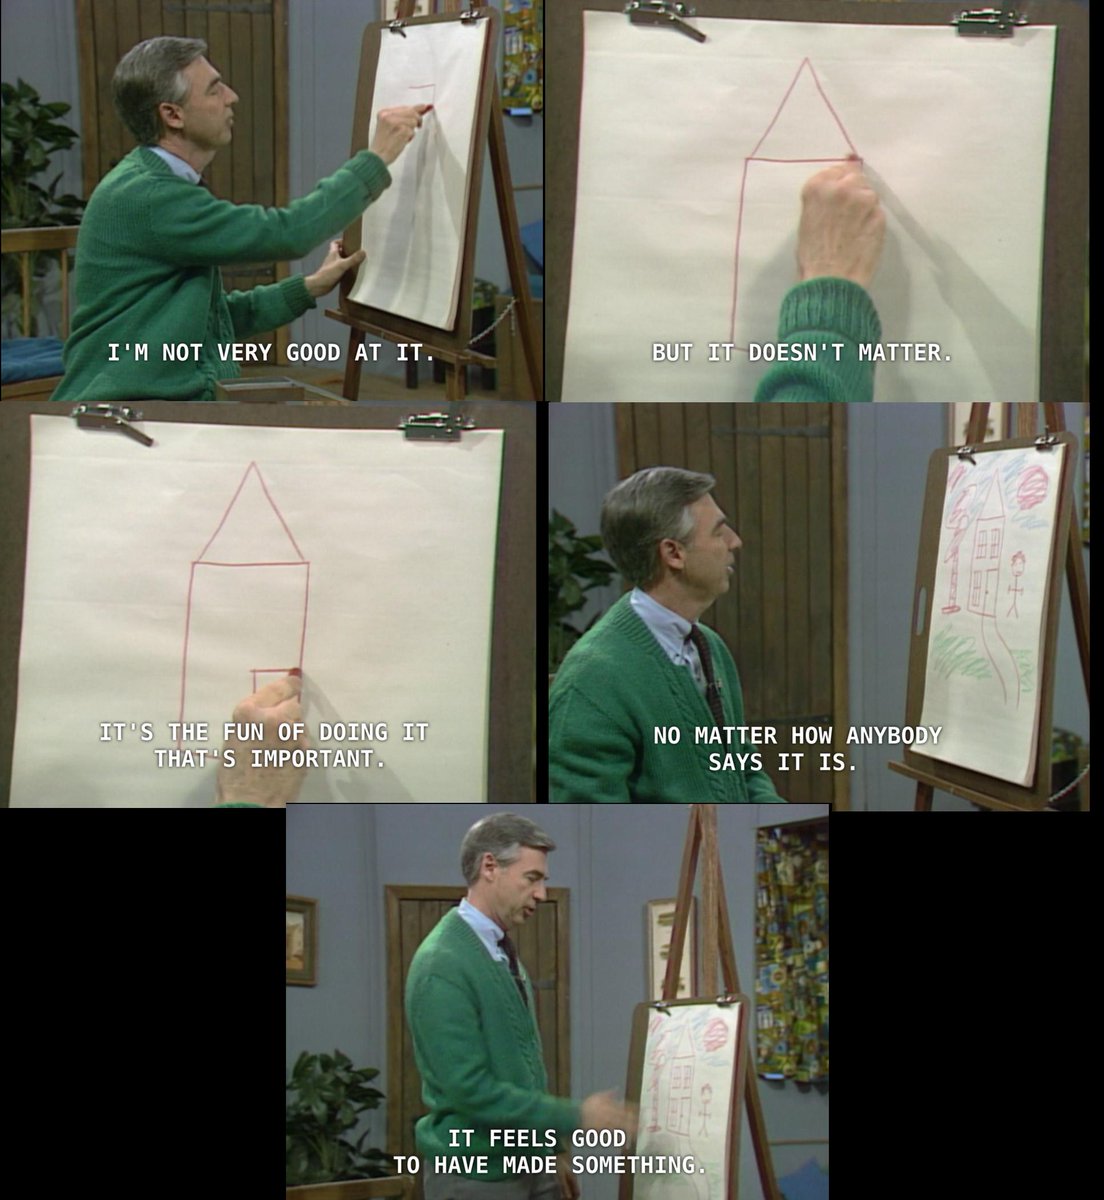 I'M NOT VERY GOOD AT IT.
BUT IT DOESN'T MATTER.
IT'S THE FUN OF DOING IT
THAT'S IMPORTANT.
NO MATTER HOW ANYBODY
SAYS IT IS.
IT FEELS GOOD
TO HAVE MADE SOMETHING.